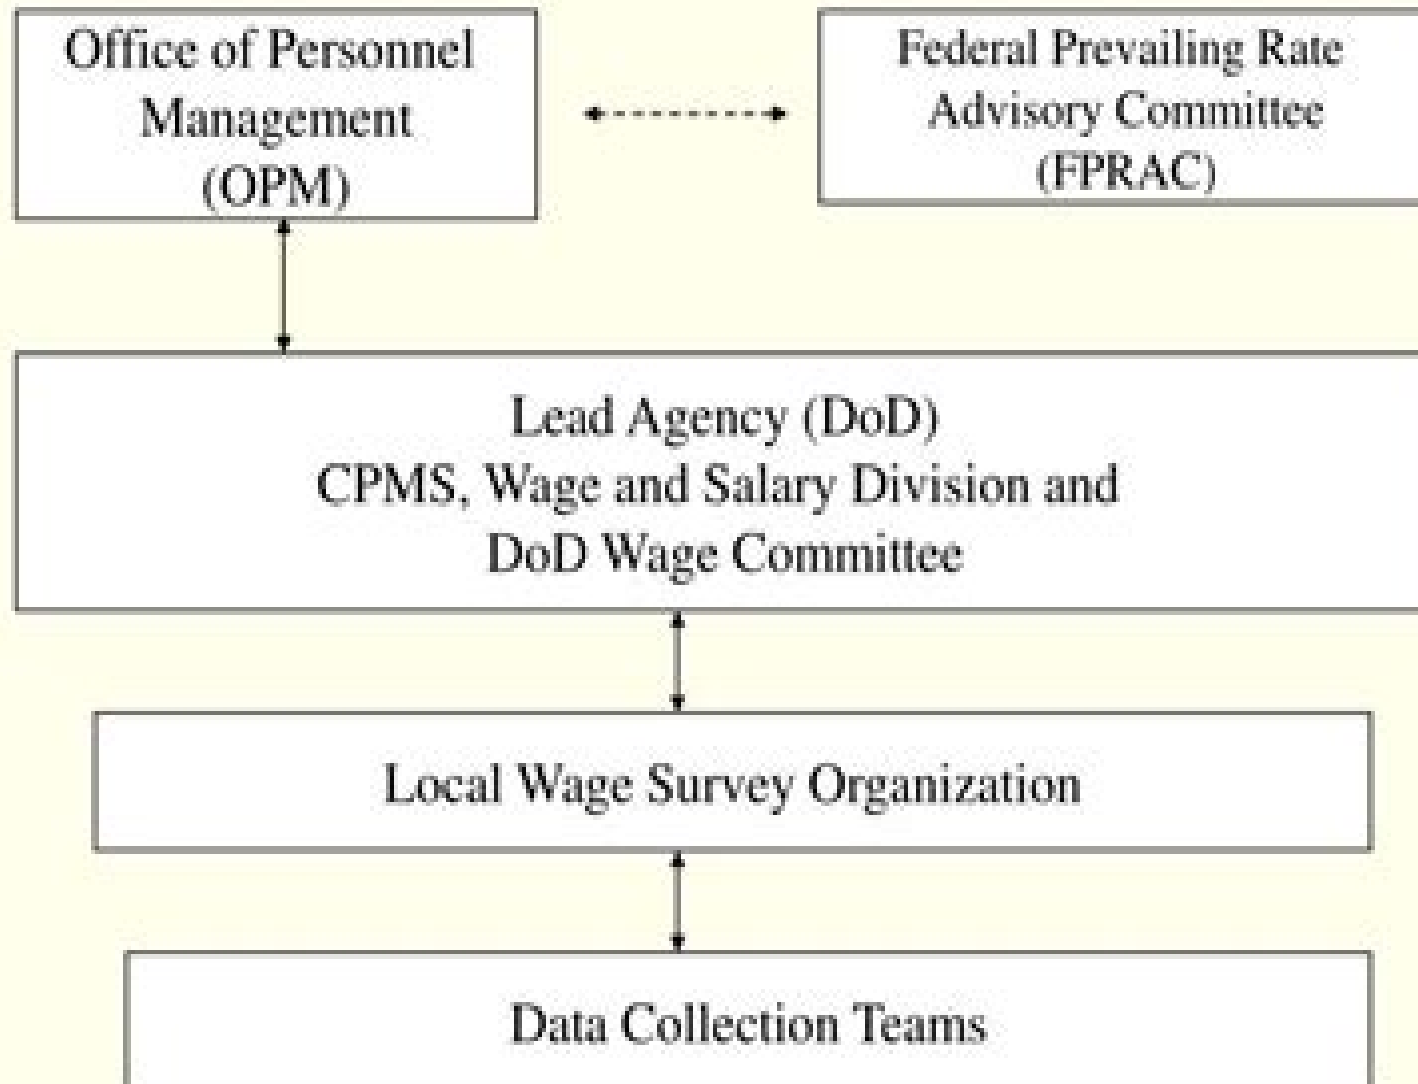 Office of Personnel
Management
(OPM)
Federal Prevailing Rate
Advisory Committee
(FPRAC)
Lead Agency (DoD)
CPMS, Wage and Salary Division and
DoD Wage Committee
Local Wage Survey Organization
Data Collection Teams